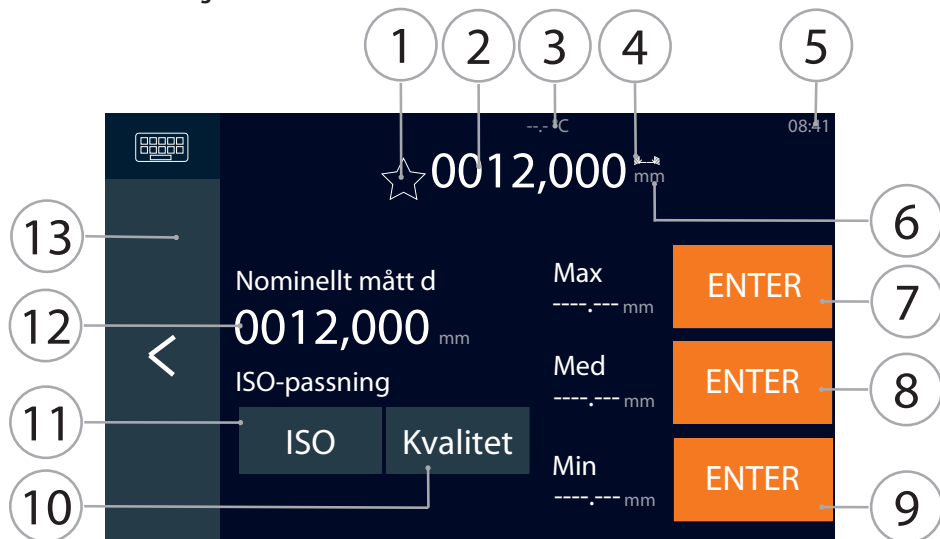 1 2 3 4 5
--.- °C 08:41
0012,000 mm
6
13
Nominellt mått d
Max
----,--- mm
ENTER
7
12
0012,000 mm
ISO-passning
Med
----,--- mm
ENTER
8
11
ISO Kvalitet
Min
----,--- mm
ENTER
10
9